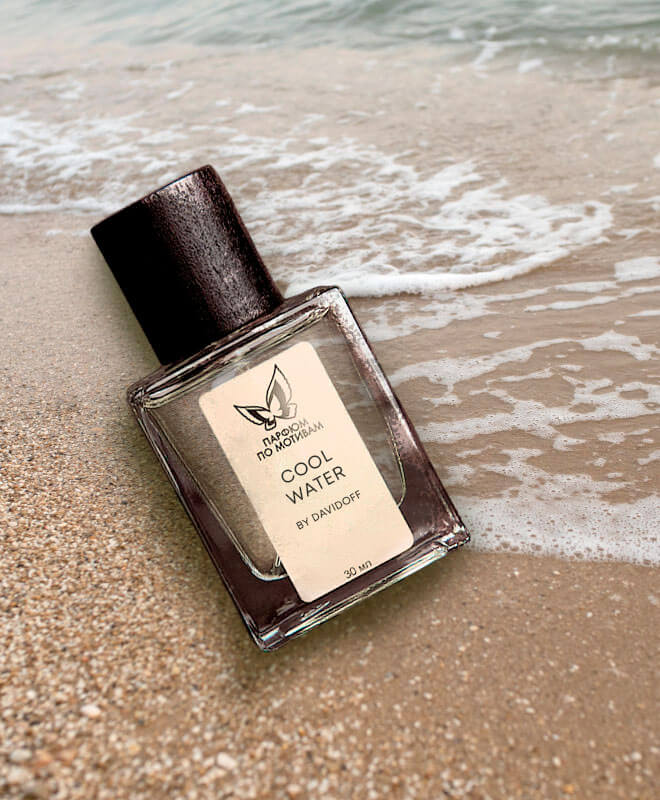 ПАРФЮМ
ПО МОТИВАМ
COOL
WATER
BY DAVIDOFF
30 мл